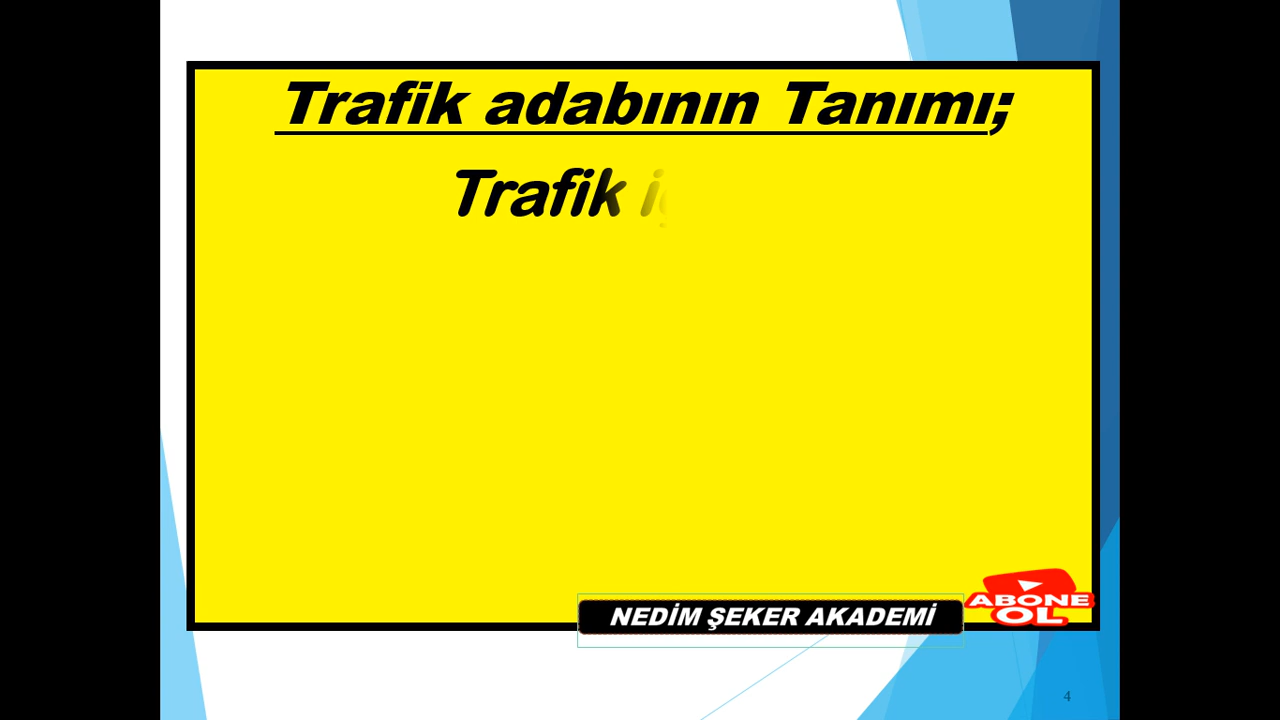 Trafik adabının Tanımı;
Trafik
NEDİM ŞEKER AKADEMİ
ABONE
OL
4